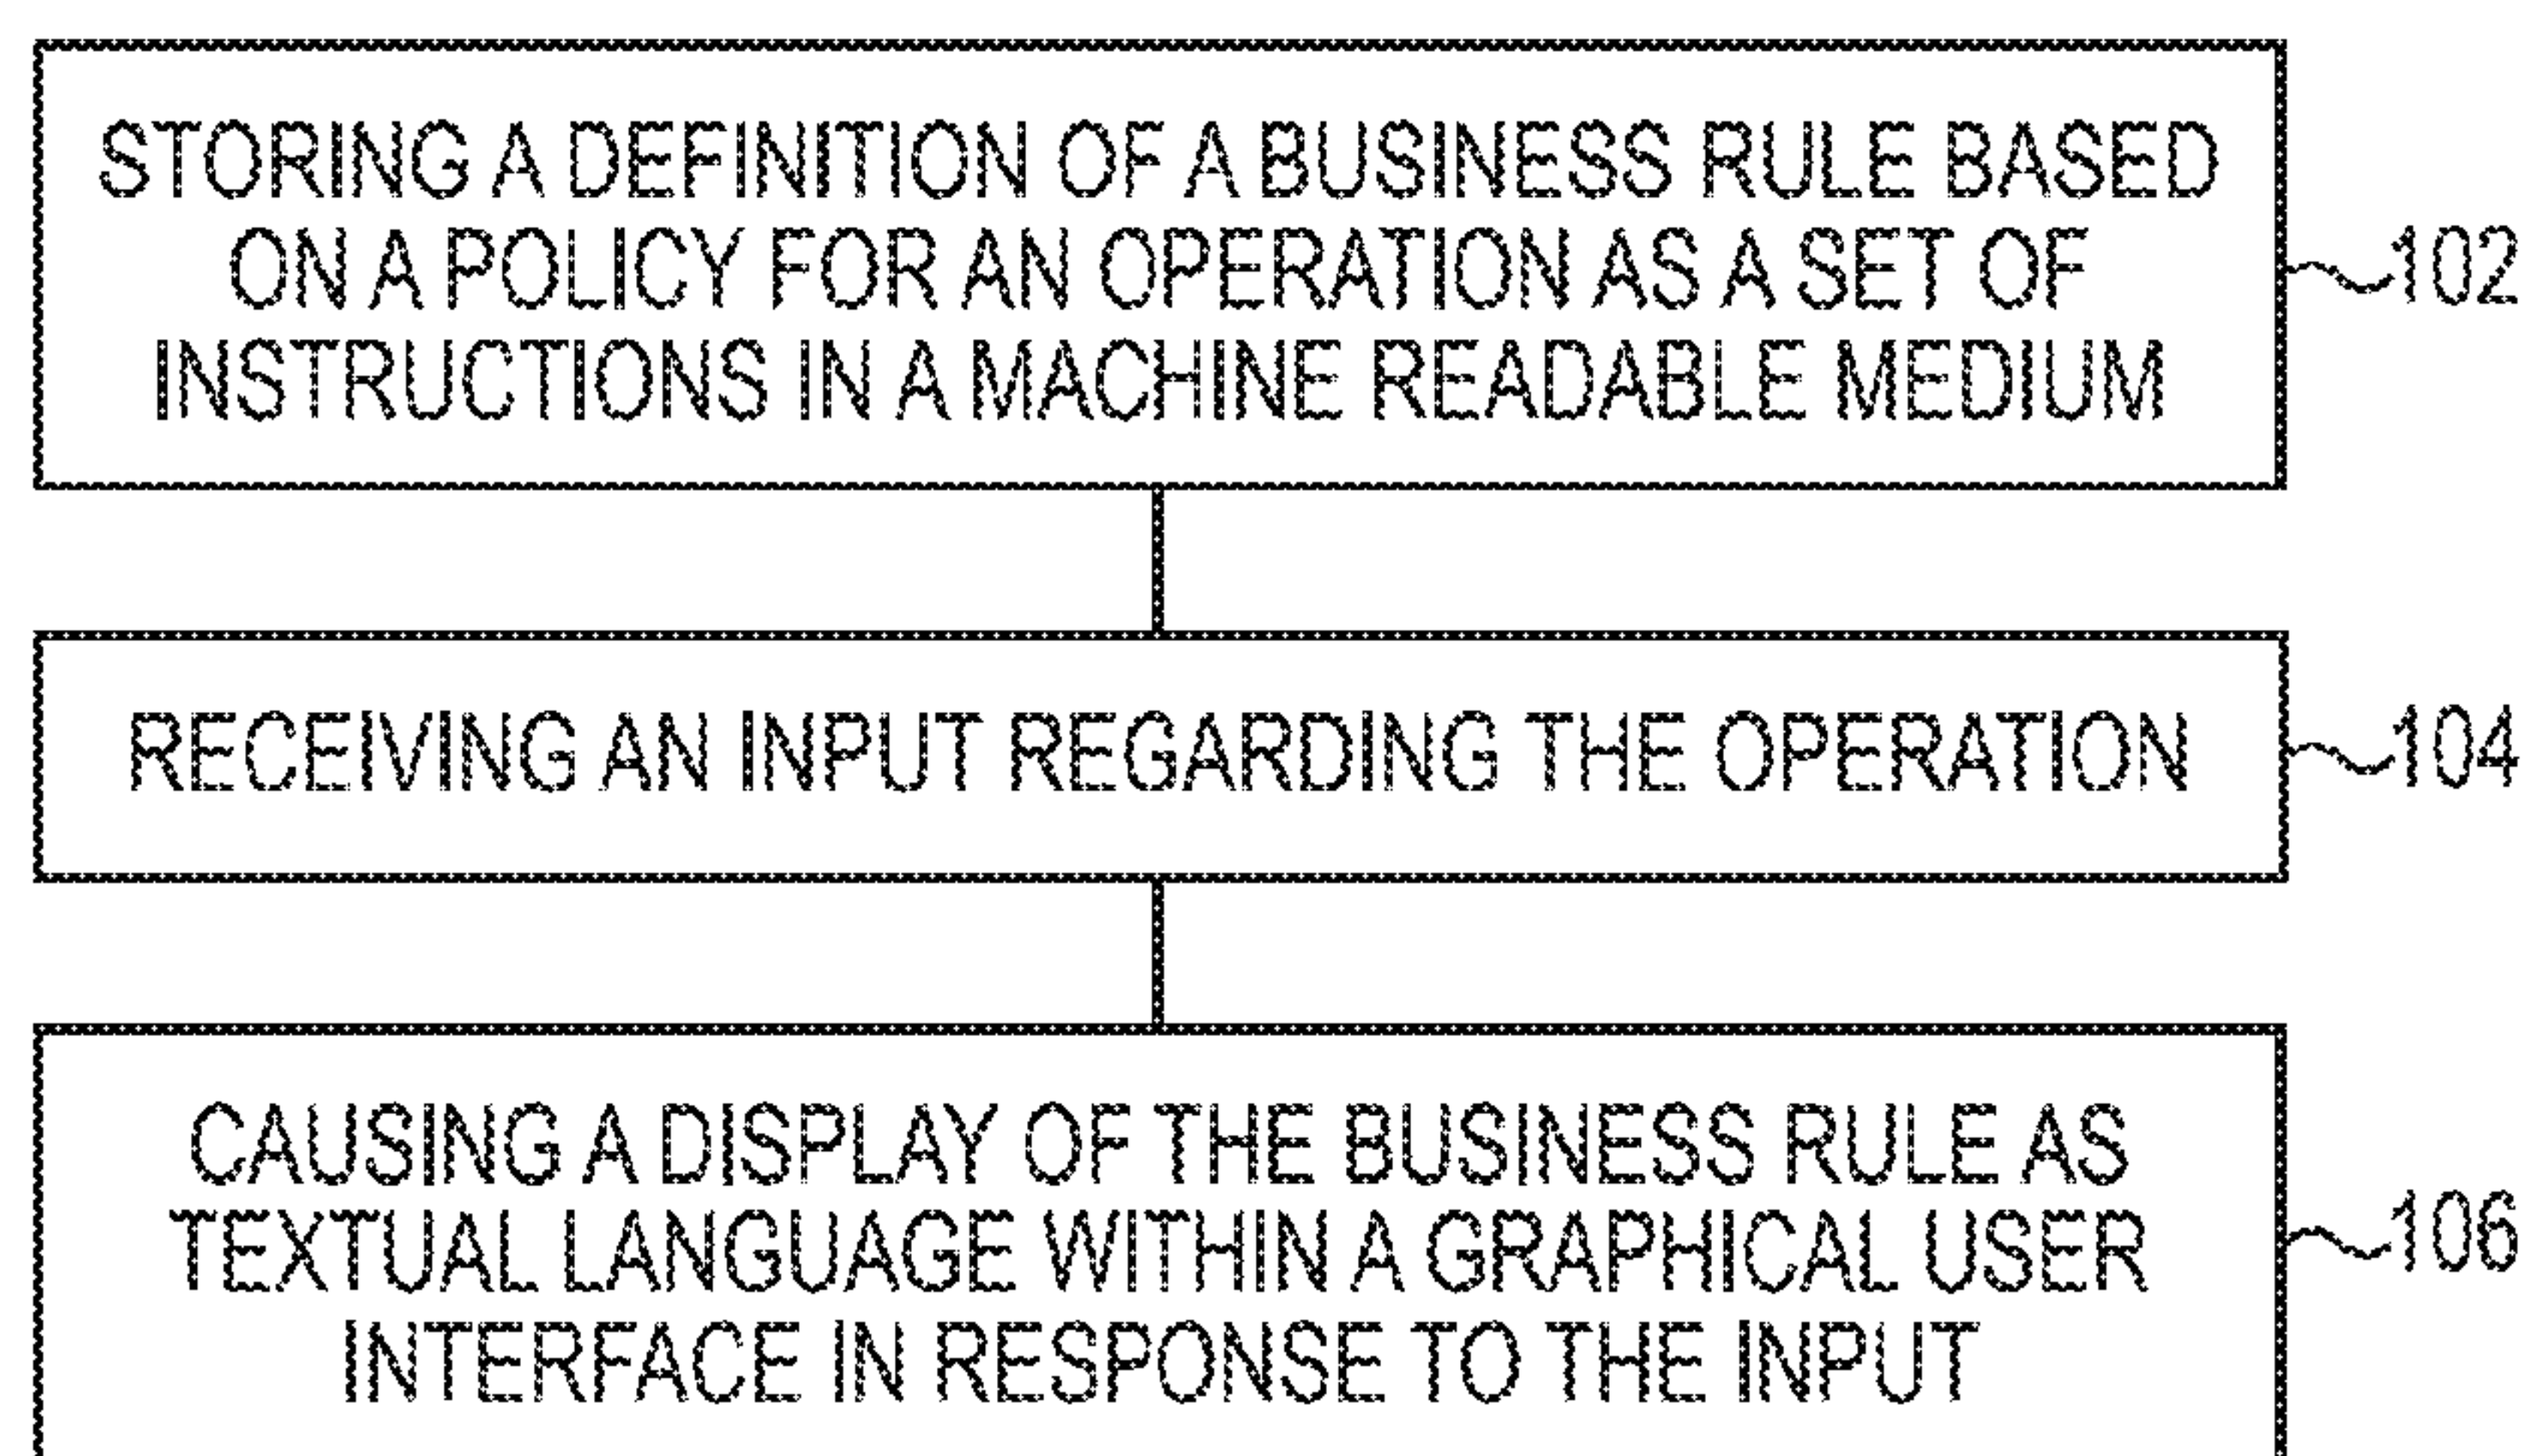 STORING A DEFINITION OF A BUSINESS RULE BASED
ON A POLICY FOR AN OPERATION AS A SET OF
INSTRUCTIONS IN A MACHINE READABLE MEDIUM
102
RECEIVING AN INPUT REGARDING THE OPERATION
104
CAUSING A DISPLAY OF THE BUSINESS RULE AS
TEXTUAL LANGUAGE WITHIN A GRAPHICAL USER
INTERFACE IN RESPONSE TO THE INPUT
106